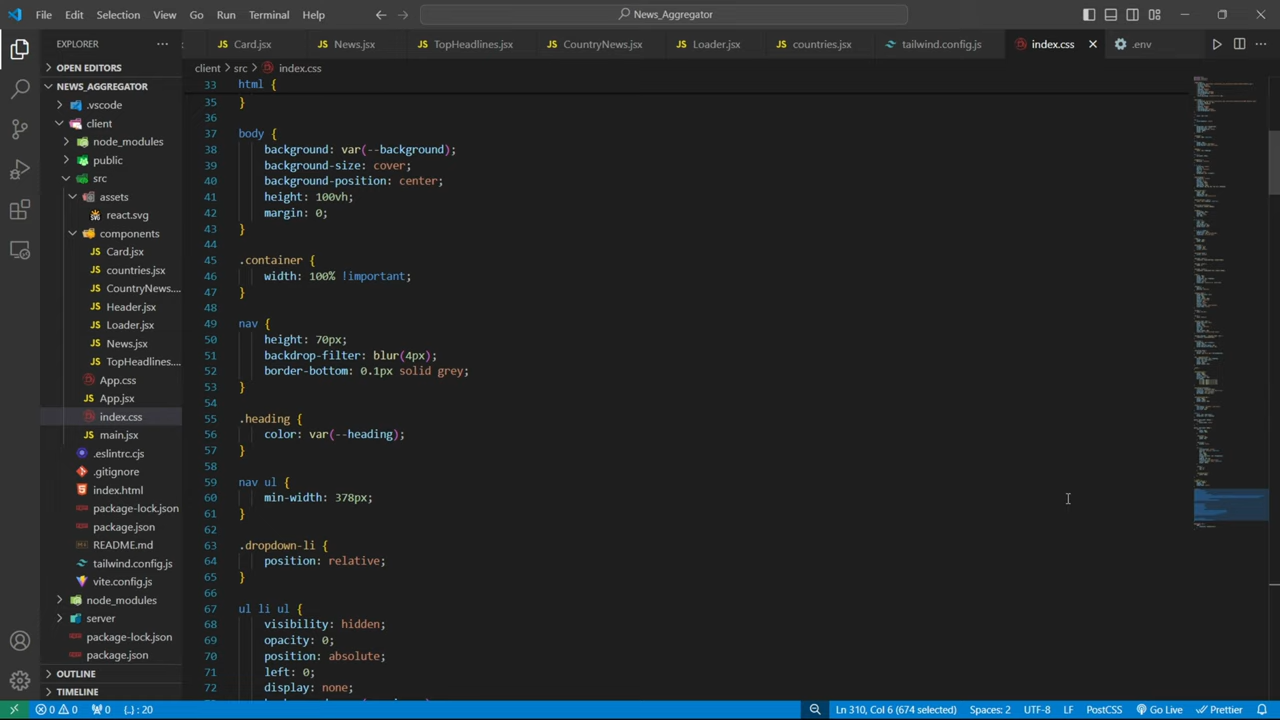 File Edit Selection View Go Run Terminal Help
News_Aggregator
EXPLORER
Card.jsx News.jsx TopHeadlines.jsx CountryNews.jsx Loader.jsx countries.jsx tailwind.config.js index.css .env
OPEN EDITORS
client > src > index.css
NEWS_AGGREGATOR
.vscode
client
node_modules
public
src
assets
react.svg
components
Card.jsx
countries.jsx
CountryNews....
Header.jsx
Loader.jsx
News.jsx
TopHeadlines...
App.css
App.jsx
index.css
main.jsx
.eslintrc.cjs
.gitignore
index.html
package-lock.json
package.json
README.md
tailwind.config.js
vite.config.js
node_modules
server
package-lock.json
package.json
OUTLINE
TIMELINE
33 html {
35 }
36
37 body {
38 background: var(--background);
39 background-size: cover;
40 background-position: center;
41 height: 100vh;
42 margin: 0;
43 }
44
45 .container {
46 width: 100% !important;
47 }
48
49 nav {
50 height: 70px;
51 backdrop-filter: blur(4px);
52 border-bottom: 0.1px solid grey;
53 }
54
55 .heading {
56 color: var(--heading);
57 }
58
59 nav ul {
60 min-width: 378px;
61 }
62
63 .dropdown-li {
64 position: relative;
65 }
66
67 ul li ul {
68 visibility: hidden;
69 opacity: 0;
70 position: absolute;
71 left: 0;
72 display: none;
0 0 0 {..} : 20 Ln 310, Col 6 (674 selected) Spaces: 2 UTF-8 LF PostCSS Go Live Prettier